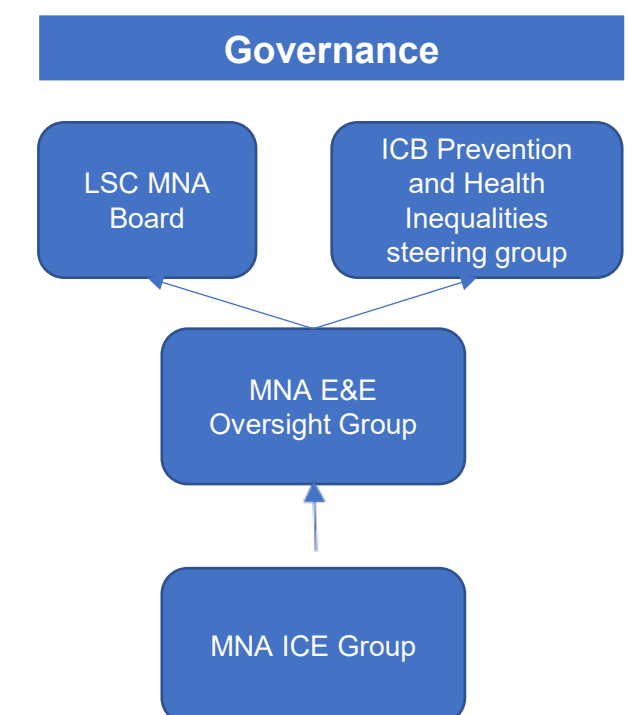 Governance
LSC MNA
Board
ICB Prevention
and Health
Inequalities
steering group
MNA E&E
Oversight Group
MNA ICE Group